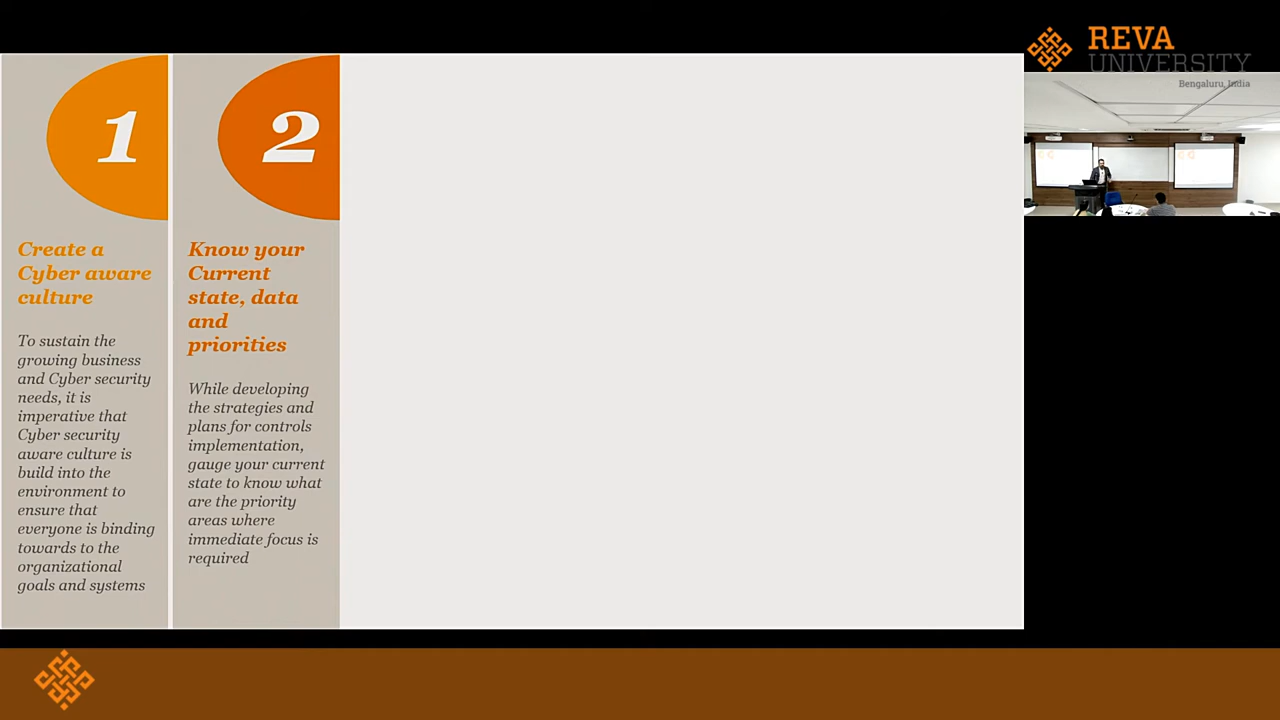 REVA
UNIVERSITY
Bengaluru, India
1
Create a
Cyber aware
culture
To sustain the
growing business
and Cyber security
needs, it is
imperative that
Cyber security
aware culture is
build into the
environment to
ensure that
everyone is binding
towards to the
organizational
goals and systems
2
Know your
Current
state, data
and
priorities
While developing
the strategies and
plans for controls
implementation,
gauge your current
state to know what
are the priority
areas where
immediate focus is
required